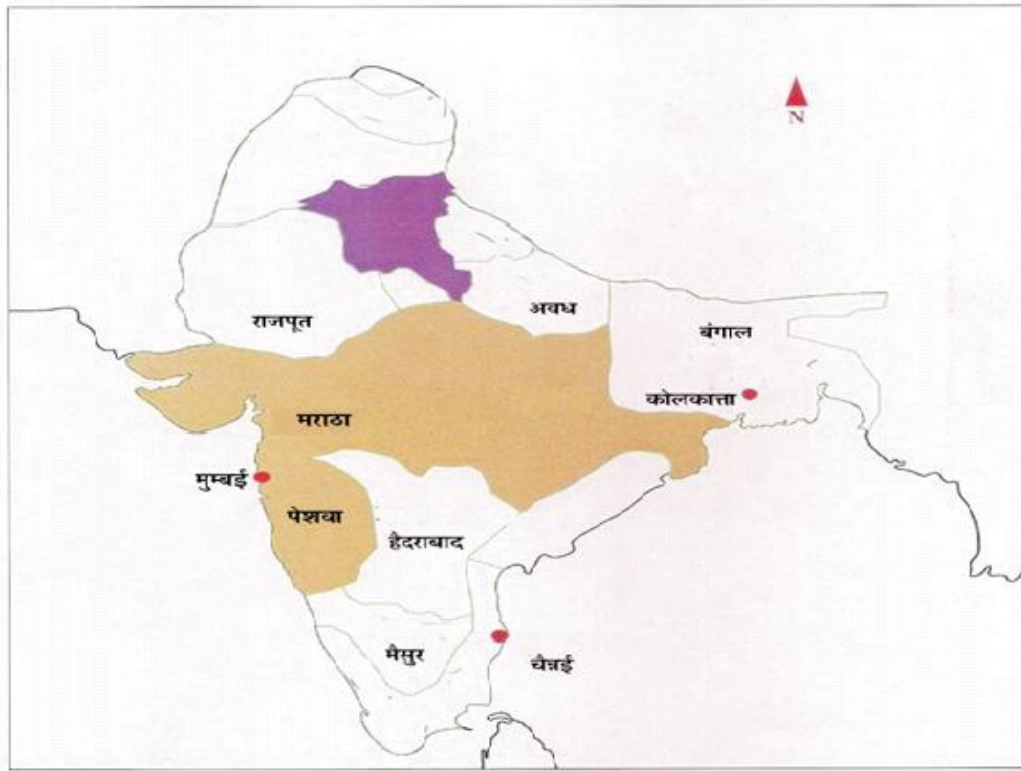 N
राजपूत
अवध
बंगाल
कोलकात्ता
मराठा
मुम्बई
पेशवा
हैदराबाद
मैसुर
चैन्नई